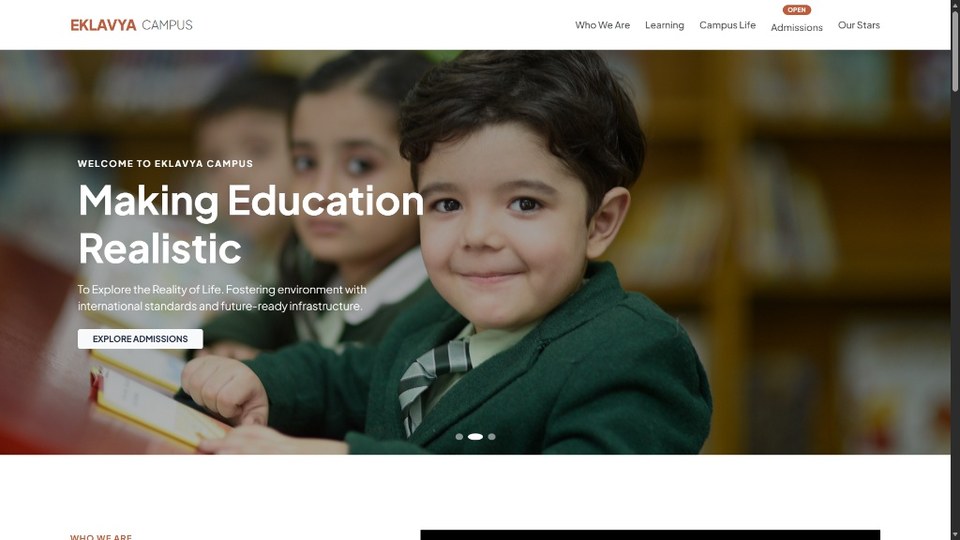 EKLAVYA CAMPUS
Who We Are
Learning
Campus Life
OPEN
Admissions
Our Stars
WELCOME TO EKLAVYA CAMPUS
Making Education
Realistic
To Explore the Reality of Life. Fostering environment with
international standards and future-ready infrastructure.
EXPLORE ADMISSIONS
WHO WE ARE